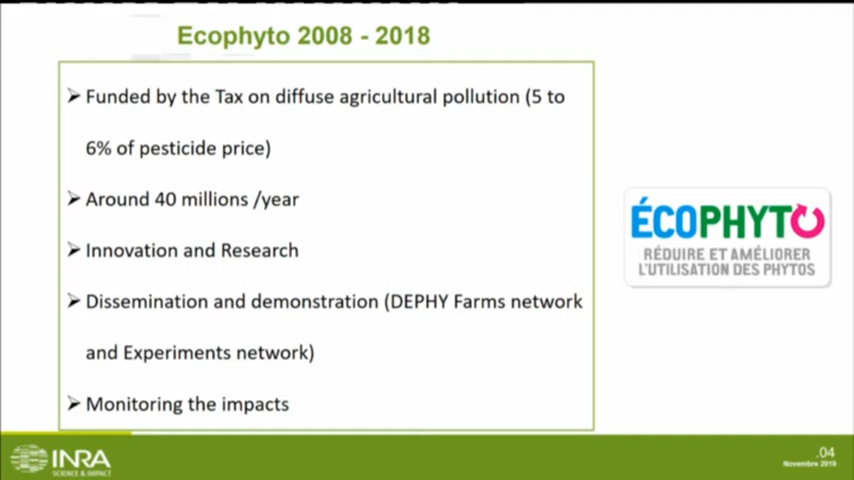 Ecophyto 2008 - 2018
➢ Funded by the Tax on diffuse agricultural pollution (5 to
6% of pesticide price)
➢ Around 40 millions /year
➢ Innovation and Research
➢ Dissemination and demonstration (DEPHY Farms network
and Experiments network)
➢ Monitoring the impacts
ÉCOPHYTO
RÉDUIRE ET AMÉLIORER
L'UTILISATION DES PHYTOS
INRA
SCIENCE & IMPACT
.04
Novembre 2019